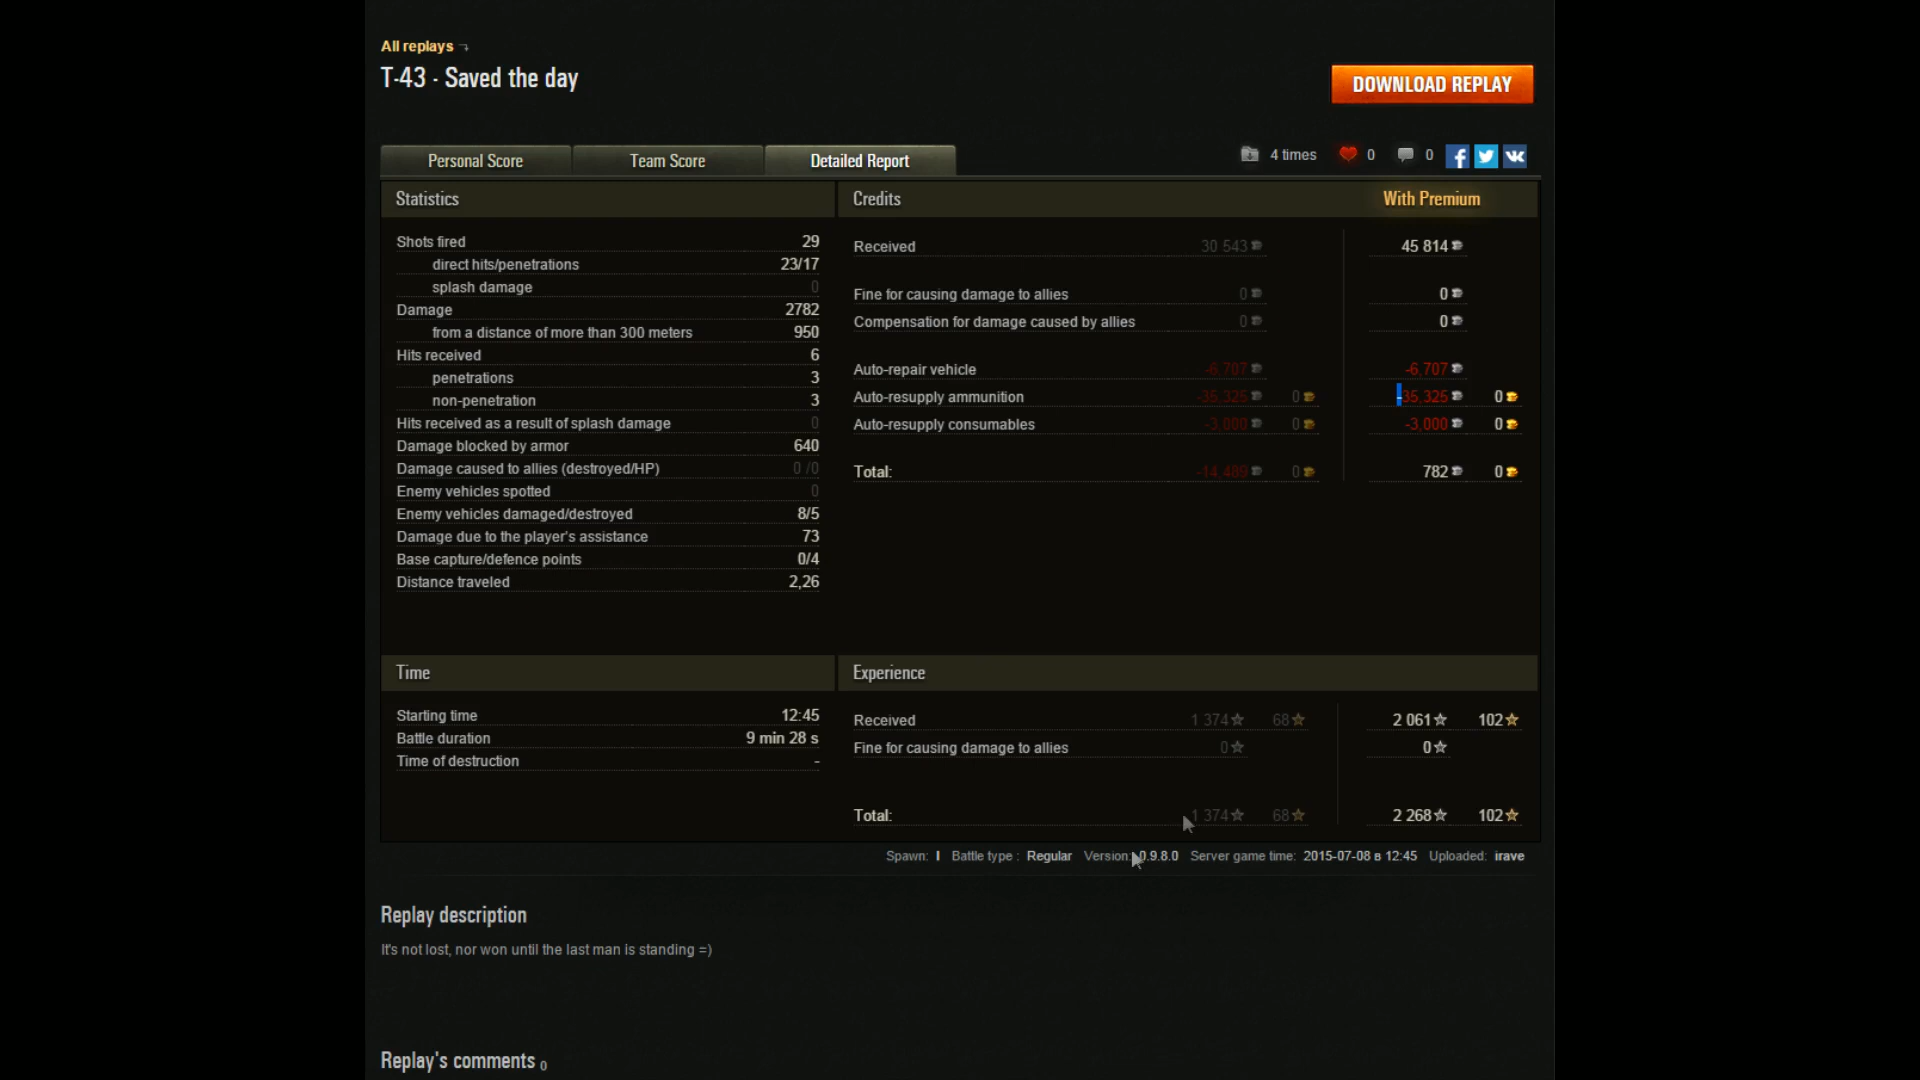 All replays
T-43 - Saved the day
DOWNLOAD REPLAY
Personal Score Team Score Detailed Report 4 times 0 0
Statistics
Shots fired 29
direct hits/penetrations 23/17
splash damage 0
Damage 2782
from a distance of more than 300 meters 950
Hits received 6
penetrations 3
non-penetration 3
Hits received as a result of splash damage 0
Damage blocked by armor 640
Damage caused to allies (destroyed/HP) 0 /0
Enemy vehicles spotted 0
Enemy vehicles damaged/destroyed 8/5
Damage due to the player's assistance 73
Base capture/defence points 0/4
Distance traveled 2,26
Credits With Premium
Received 30 543 45 814
Fine for causing damage to allies 0 0
Compensation for damage caused by allies 0 0
Auto-repair vehicle -6,707 -6,707
Auto-resupply ammunition -35,325 0 -35,325 0
Auto-resupply consumables -3,000 0 -3,000 0
Total: -14,489 0 782 0
Time
Starting time 12:45
Battle duration 9 min 28 s
Time of destruction -
Experience
Received 1 374 68 2 061 102
Fine for causing damage to allies 0 0
Total: 1 374 68 2 268 102
Spawn: I Battle type : Regular Version: 0.9.8.0 Server game time: 2015-07-08 в 12:45 Uploaded: irave
Replay description
It's not lost, nor won until the last man is standing =)
Replay's comments 0